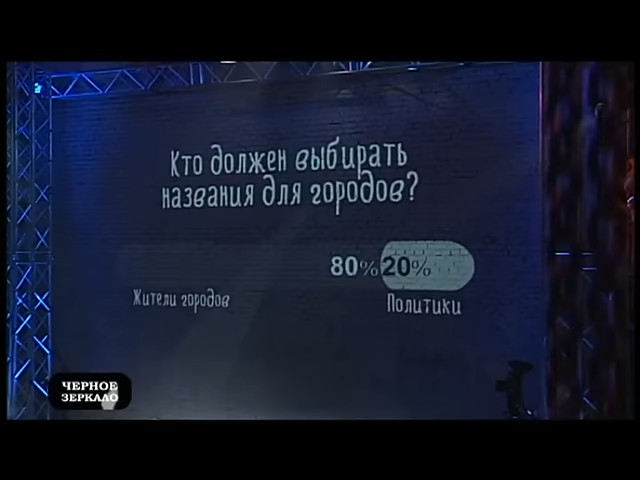 Кто должен выбирать
названия для городов?
80% 20%
Жители городов
Политики
ЧЕРНОЕ
ЗЕРКАЛО